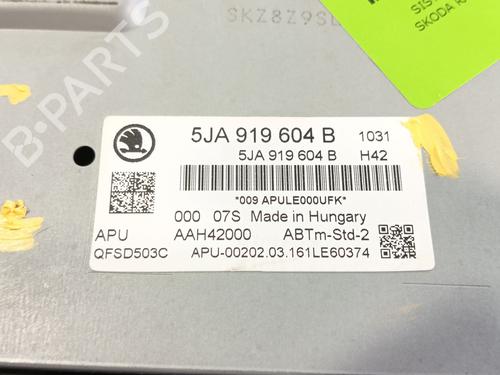 SKZ8Z9S
SIS
SKODA R
B-PARTS
5JA 919 604 B 1031
5JA 919 604 B H42
*009 APULE000UFK*
000 07S Made in Hungary
APU AAH42000 ABTm-Std-2
QFSD503C APU-00202.03.161LE60374